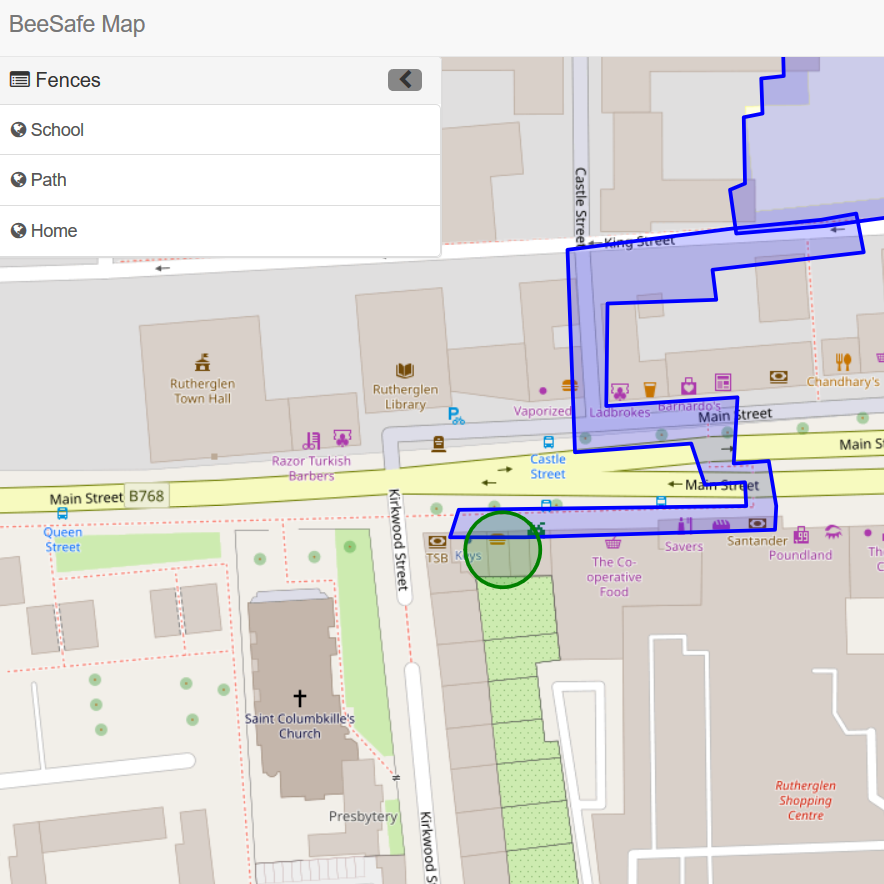 BeeSafe Map
Fences
School
Path
Home
Castle Street
King Street
Rutherglen
Town Hall
Rutherglen
Library
Vaporized
Ladbrokes
Barnardo's
Chandhary's
Main Street
Razor Turkish
Barbers
Castle
Street
Main St
Main Street
Main Street
B768
Queen
Street
Kirkwood Street
TSB
Keys
The Co-
operative
Food
Savers
Santander
Poundland
The
C
Saint Columbkille's
Church
Presbytery
Kirkwood S
Rutherglen
Shopping
Centre